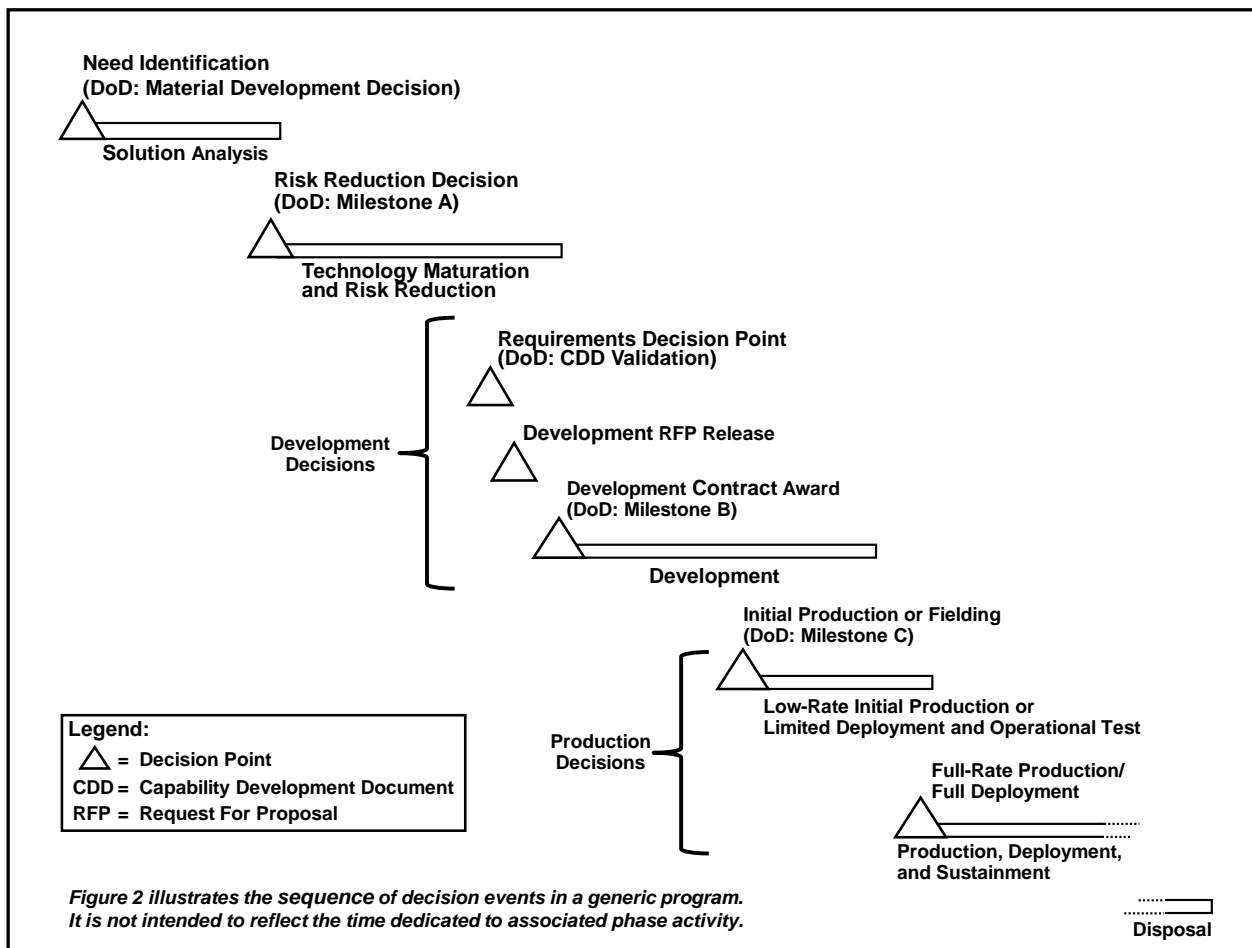 Need Identification
(DoD: Material Development Decision)
Solution Analysis
Risk Reduction Decision
(DoD: Milestone A)
Technology Maturation
and Risk Reduction
Requirements Decision Point
(DoD: CDD Validation)
Development
Decisions
Development RFP Release
Development Contract Award
(DoD: Milestone B)
Development
Initial Production or Fielding
(DoD: Milestone C)
Low-Rate Initial Production or
Limited Deployment and Operational Test
Production
Decisions
Full-Rate Production/
Full Deployment
Production, Deployment,
and Sustainment
Legend:
= Decision Point
CDD = Capability Development Document
RFP = Request For Proposal
Figure 2 illustrates the sequence of decision events in a generic program.
It is not intended to reflect the time dedicated to associated phase activity.
Disposal